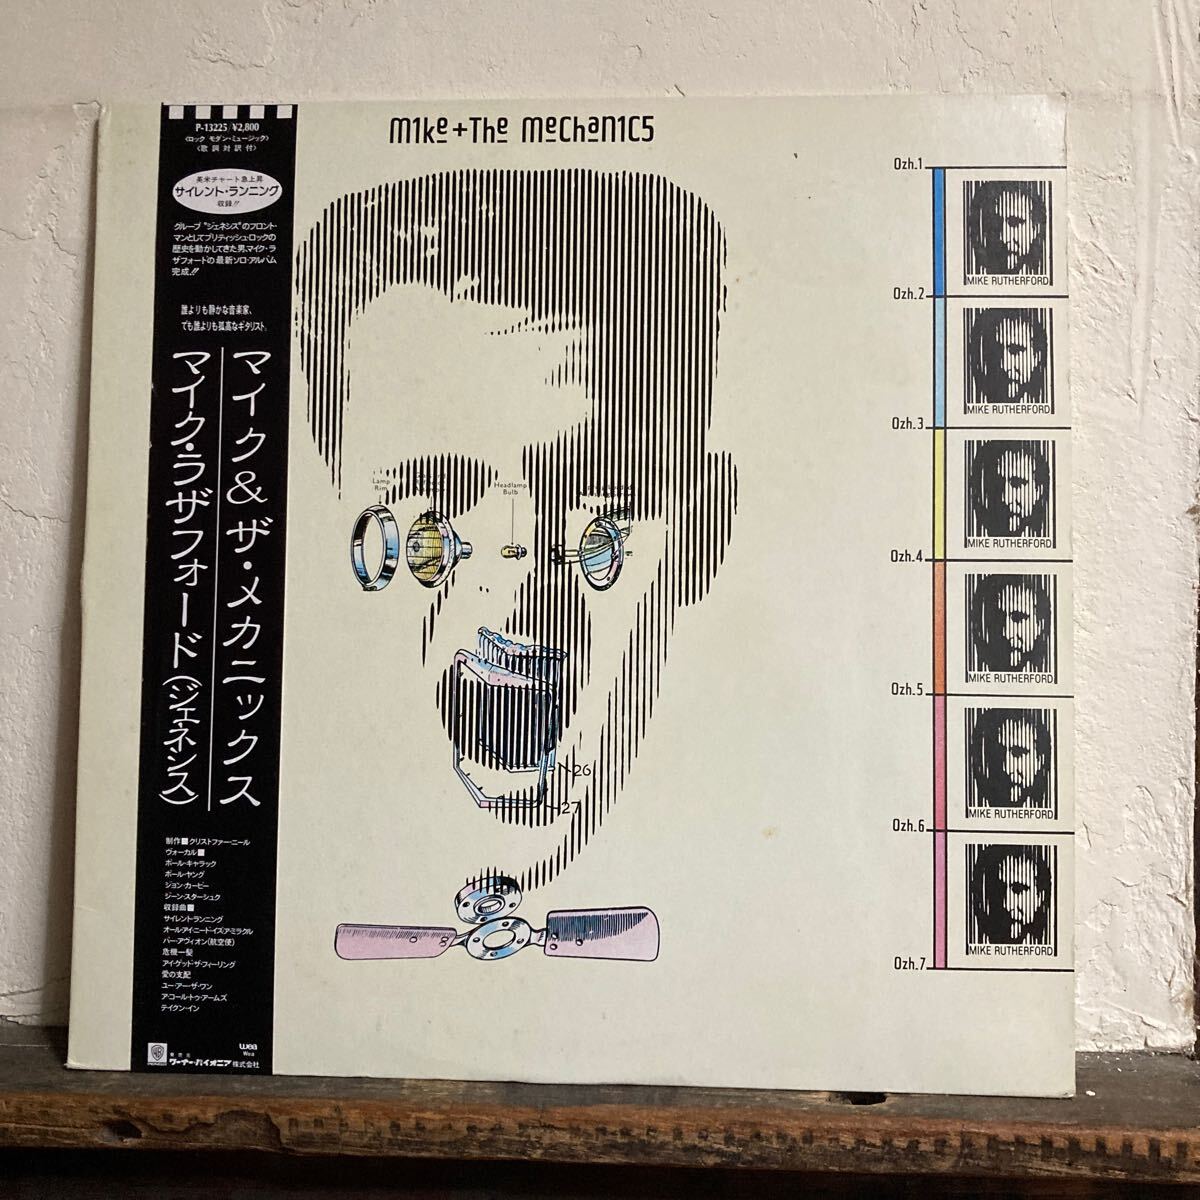 P-13225 ¥2,800
〈ロック モダン・ミュージック〉
〈歌詞対訳付〉
英米チャート急上昇
サイレント・ランニング
収録!!
グループ"ジェネシス"のフロント・
マンとしてブリティッシュ・ロックの
歴史を動かしてきた男、マイク・ラ
ザフォードの最新ソロ・アルバム
完成!!
誰よりも静かな音楽家、
でも誰よりも孤高なギタリスト。
マイク&ザ・メカニックス
マイク・ラザフォード(ジェネシス)
制作■クリストファー・ニール
ヴォーカル■
ポール・キャラック
ポール・ヤング
ジョン・カービー
ジーン・スターシュク
収録曲■
サイレントランニング
オール・アイ・ニード・イズ・ア・ミラクル
パー・アヴィオン(航空便)
危機一髪
アイ・ゲット・ザ・フィーリング
愛の支配
ユー・アー・ザ・ワン
ア・コール・トゥ・アームズ
テイクン・イン
wea
Wea
発売元
ワーナー・パイオニア株式会社
M1ke+The MeChaN1C5
Lamp
Rim
Headlamp
Bulb
26
27
Ozh.1
MIKE RUTHERFORD
Ozh.2
MIKE RUTHERFORD
Ozh.3
MIKE RUTHERFORD
Ozh.4
MIKE RUTHERFORD
Ozh.5
MIKE RUTHERFORD
Ozh.6
MIKE RUTHERFORD
Ozh.7